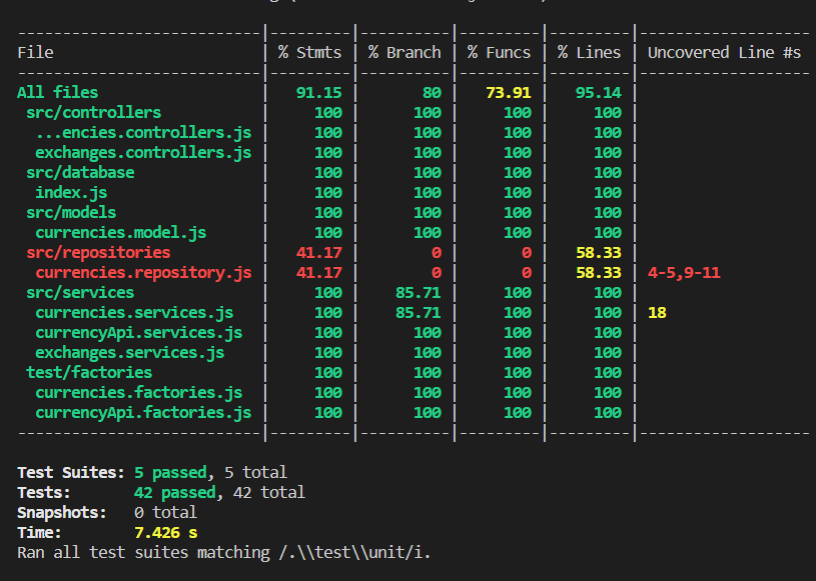 --------------------------|---------|----------|---------|---------|-------------------
File                      | % Stmts | % Branch | % Funcs | % Lines | Uncovered Line #s
--------------------------|---------|----------|---------|---------|-------------------
All files                 |   91.15 |       80 |   73.91 |   95.14 |
 src/controllers          |     100 |      100 |     100 |     100 |
  ...encies.controllers.js |     100 |      100 |     100 |     100 |
  exchanges.controllers.js |     100 |      100 |     100 |     100 |
 src/database             |     100 |      100 |     100 |     100 |
  index.js                |     100 |      100 |     100 |     100 |
 src/models               |     100 |      100 |     100 |     100 |
  currencies.model.js     |     100 |      100 |     100 |     100 |
 src/repositories         |   41.17 |        0 |       0 |   58.33 |
  currencies.repository.js |   41.17 |        0 |       0 |   58.33 | 4-5,9-11
 src/services             |     100 |    85.71 |     100 |     100 |
  currencies.services.js  |     100 |    85.71 |     100 |     100 | 18
  currencyApi.services.js |     100 |      100 |     100 |     100 |
  exchanges.services.js   |     100 |      100 |     100 |     100 |
 test/factories           |     100 |      100 |     100 |     100 |
  currencies.factories.js |     100 |      100 |     100 |     100 |
  currencyApi.factories.js |     100 |      100 |     100 |     100 |
--------------------------|---------|----------|---------|---------|-------------------
Test Suites: 5 passed, 5 total
Tests:       42 passed, 42 total
Snapshots:   0 total
Time:        7.426 s
Ran all test suites matching /.\\test\\unit/i.